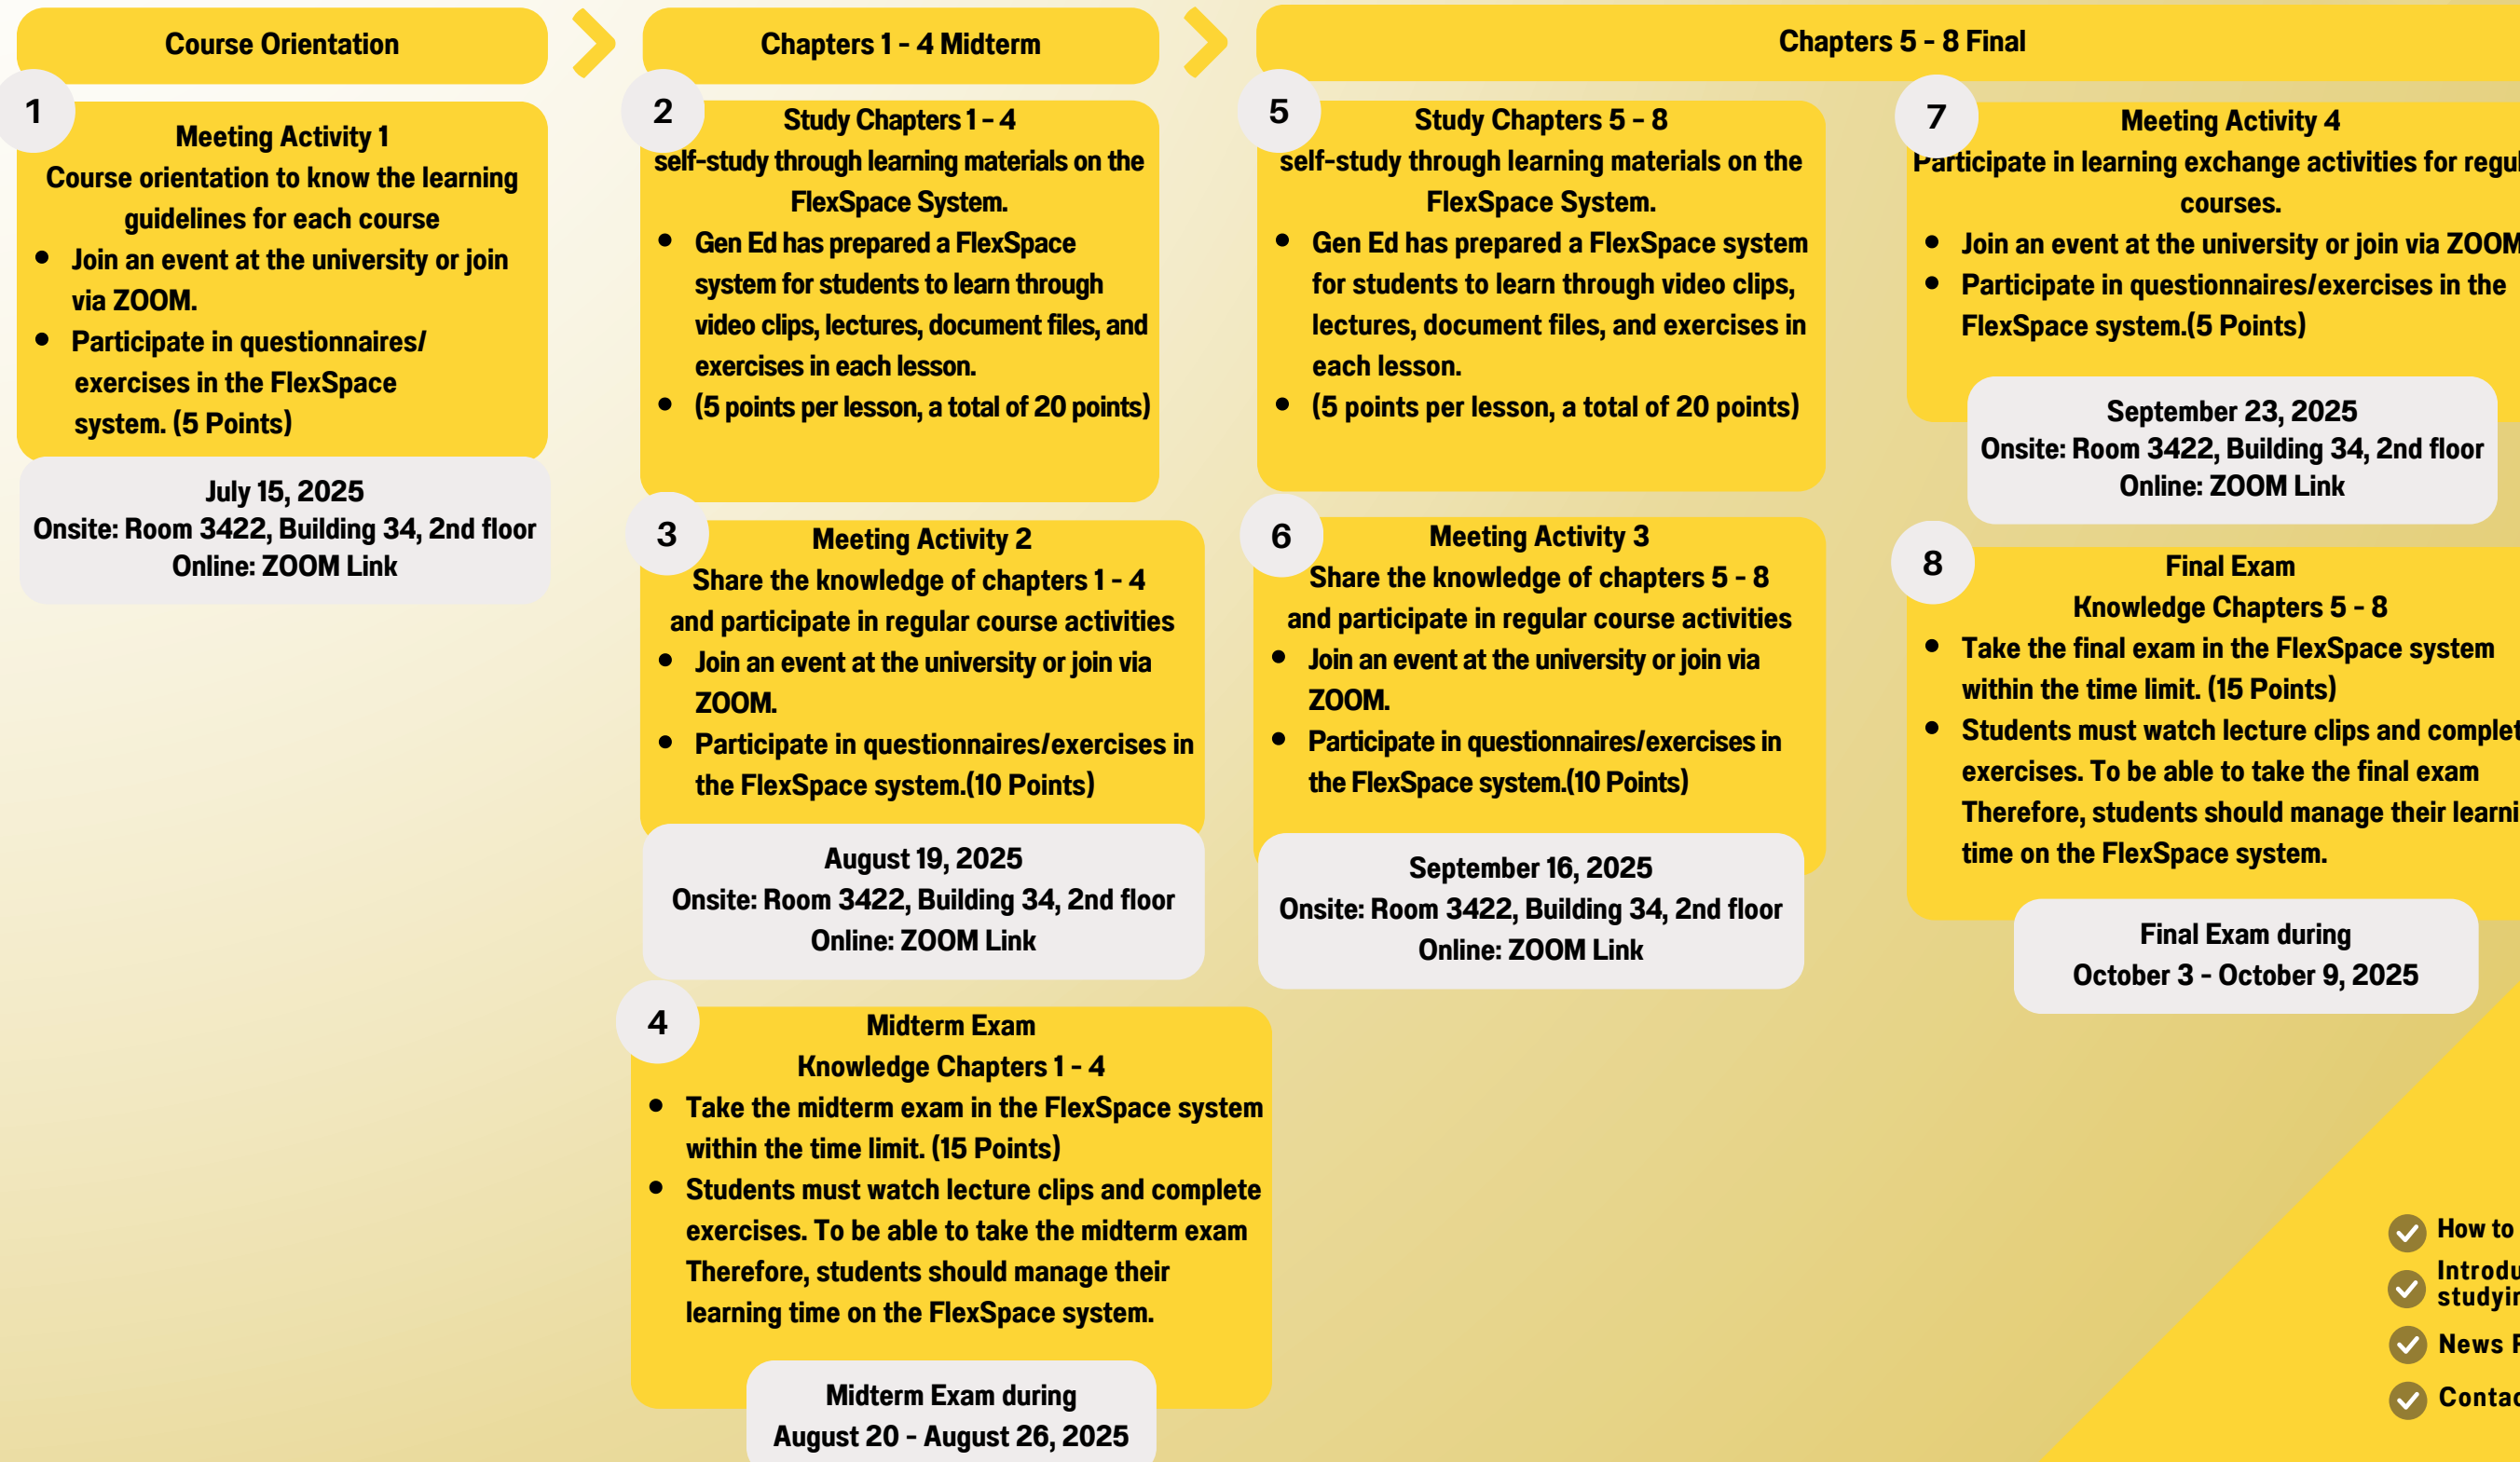 Course Orientation
Chapters 1 - 4 Midterm
Chapters 5 - 8 Final
1
Meeting Activity 1
Course orientation to know the learning
guidelines for each course
• Join an event at the university or join
via ZOOM.
• Participate in questionnaires/
exercises in the FlexSpace
system. (5 Points)
July 15, 2025
Onsite: Room 3422, Building 34, 2nd floor
Online: ZOOM Link
2
Study Chapters 1 - 4
self-study through learning materials on the
FlexSpace System.
• Gen Ed has prepared a FlexSpace
system for students to learn through
video clips, lectures, document files, and
exercises in each lesson.
• (5 points per lesson, a total of 20 points)
3
Meeting Activity 2
Share the knowledge of chapters 1 - 4
and participate in regular course activities
• Join an event at the university or join via
ZOOM.
• Participate in questionnaires/exercises in
the FlexSpace system.(10 Points)
August 19, 2025
Onsite: Room 3422, Building 34, 2nd floor
Online: ZOOM Link
4
Midterm Exam
Knowledge Chapters 1 - 4
• Take the midterm exam in the FlexSpace system
within the time limit. (15 Points)
• Students must watch lecture clips and complete
exercises. To be able to take the midterm exam
Therefore, students should manage their
learning time on the FlexSpace system.
Midterm Exam during
August 20 - August 26, 2025
5
Study Chapters 5 - 8
self-study through learning materials on the
FlexSpace System.
• Gen Ed has prepared a FlexSpace system
for students to learn through video clips,
lectures, document files, and exercises in
each lesson.
• (5 points per lesson, a total of 20 points)
6
Meeting Activity 3
Share the knowledge of chapters 5 - 8
and participate in regular course activities
• Join an event at the university or join via
ZOOM.
• Participate in questionnaires/exercises in
the FlexSpace system.(10 Points)
September 16, 2025
Onsite: Room 3422, Building 34, 2nd floor
Online: ZOOM Link
7
Meeting Activity 4
Participate in learning exchange activities for
courses.
• Join an event at the university or join via ZOOM
• Participate in questionnaires/exercises in the
FlexSpace system.(5 Points)
September 23, 2025
Onsite: Room 3422, Building 34, 2nd floor
Online: ZOOM Link
8
Final Exam
Knowledge Chapters 5 - 8
• Take the final exam in the FlexSpace system
within the time limit. (15 Points)
• Students must watch lecture clips and
exercises. To be able to take the final exam
Therefore, students should manage their
time on the FlexSpace system.
Final Exam during
October 3 - October 9, 2025
How to
News